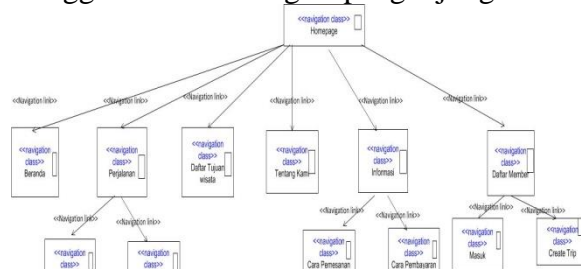 <<navigation class>>
Homepage
<<Navigation link>>
<<Navigation link>>
<<Navigation link>>
<<Navigation link>>
<<Navigation link>>
<<Navigation link>>
<<navigation
class>>
Beranda
<<navigation
class>>
Perjalanan
<<navigation
class>>
Daftar Tujuan
wisata
<<navigation
class>>
Tentang Kami
<<navigation
class>>
Informasi
<<navigation
class>>
Daftar Member
<<Navigation link>>
<<Navigation link>>
<<Navigation link>>
<<Navigation link>>
<<Navigation link>>
<<Navigation link>>
<<navigation
class>>
<<navigation
class>>
<<navigation
class>>
Cara Pemesanan
<<navigation
class>>
Cara Pembayaran
<<navigation
class>>
Masuk
<<navigation
class>>
Create Trip